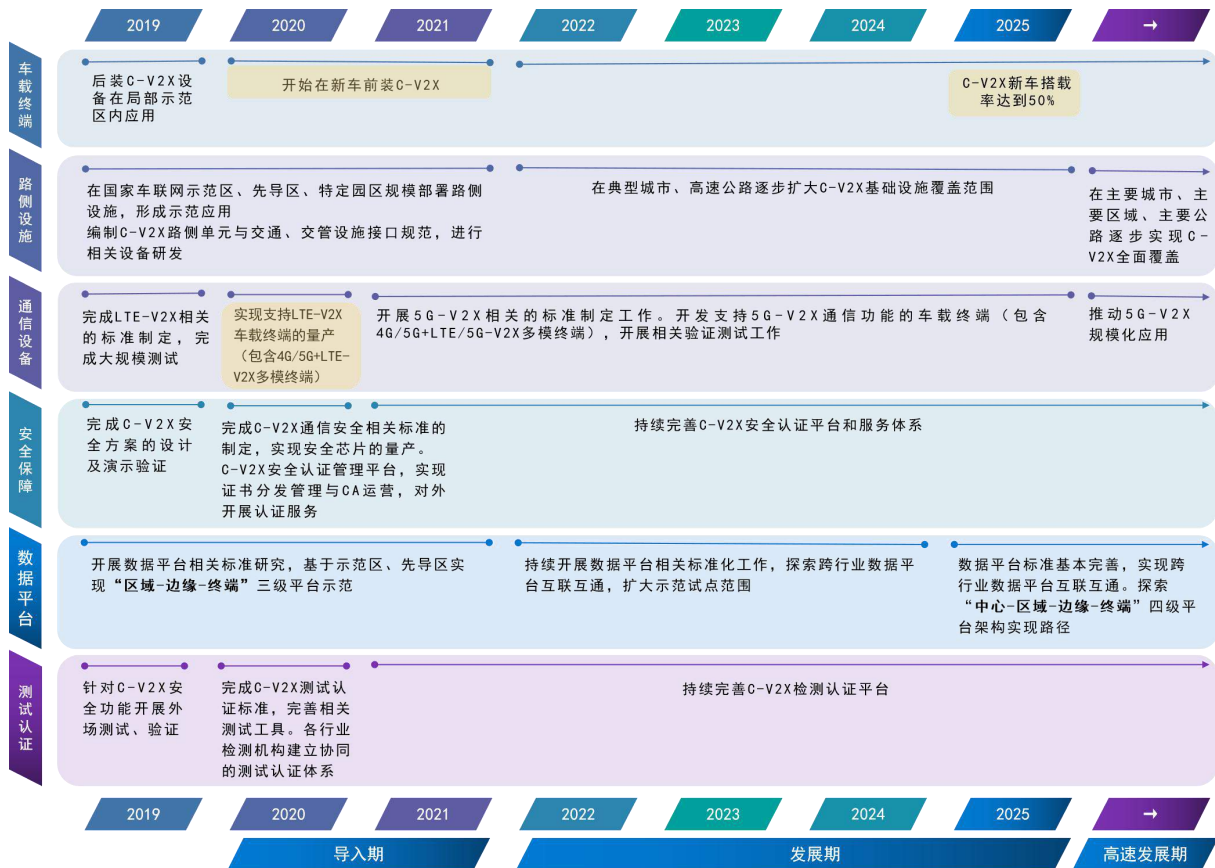 2019
2020
2021
2022
2023
2024
2025
→
车载终端
后装C-V2X设
备在局部示范
区内应用
开始在新车前装C-V2X
C-V2X新车搭载
率达到50%
路侧设施
在国家车联网示范区、先导区、特定园区规模部署路侧
设施，形成示范应用
编制C-V2X路侧单元与交通、交管设施接口规范，进行
相关设备研发
在典型城市、高速公路逐步扩大C-V2X基础设施覆盖范围
在主要城市、主
要区域、主要公
路逐步实现C-
V2X全面覆盖
通信设备
完成LTE-V2X相关
的标准制定，完
成大规模测试
实现支持LTE-V2X
车载终端的量产
（包含4G/5G+LTE-
V2X多模终端）
开展5G-V2X相关的标准制定工作。开发支持5G-V2X通信功能的车载终端（包含
4G/5G+LTE/5G-V2X多模终端），开展相关验证测试工作
推动5G-V2X
规模化应用
安全保障
完成C-V2X安
全方案的设计
及演示验证
完成C-V2X通信安全相关标准的
制定，实现安全芯片的量产。
C-V2X安全认证管理平台，实现
证书分发管理与CA运营，对外
开展认证服务
持续完善C-V2X安全认证平台和服务体系
数据平台
开展数据平台相关标准研究，基于示范区、先导区实
现“区域-边缘-终端”三级平台示范
持续开展数据平台相关标准化工作，探索跨行业数据平
台互联互通，扩大示范试点范围
数据平台标准基本完善，实现跨
行业数据平台互联互通。探索
“中心-区域-边缘-终端”四级平
台架构实现路径
测试认证
针对C-V2X安
全功能开展外
场测试、验证
完成C-V2X测试认
证标准，完善相关
测试工具。各行业
检测机构建立协同
的测试认证体系
持续完善C-V2X检测认证平台
2019
2020
2021
2022
2023
2024
2025
→
导入期
发展期
高速发展期